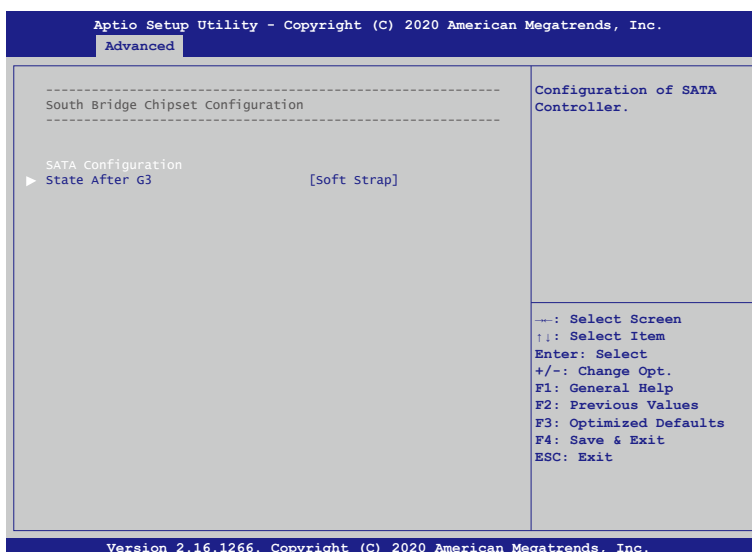 Aptio Setup Utility - Copyright (C) 2020 American Megatrends, Inc.
Advanced
------------------------------------------------------------
South Bridge Chipset Configuration
------------------------------------------------------------
SATA Configuration
▶ State After G3 [Soft Strap]
Configuration of SATA
Controller.
→←: Select Screen
↑↓: Select Item
Enter: Select
+/-: Change Opt.
F1: General Help
F2: Previous Values
F3: Optimized Defaults
F4: Save & Exit
ESC: Exit
Version 2.16.1266. Copyright (C) 2020 American Megatrends, Inc.